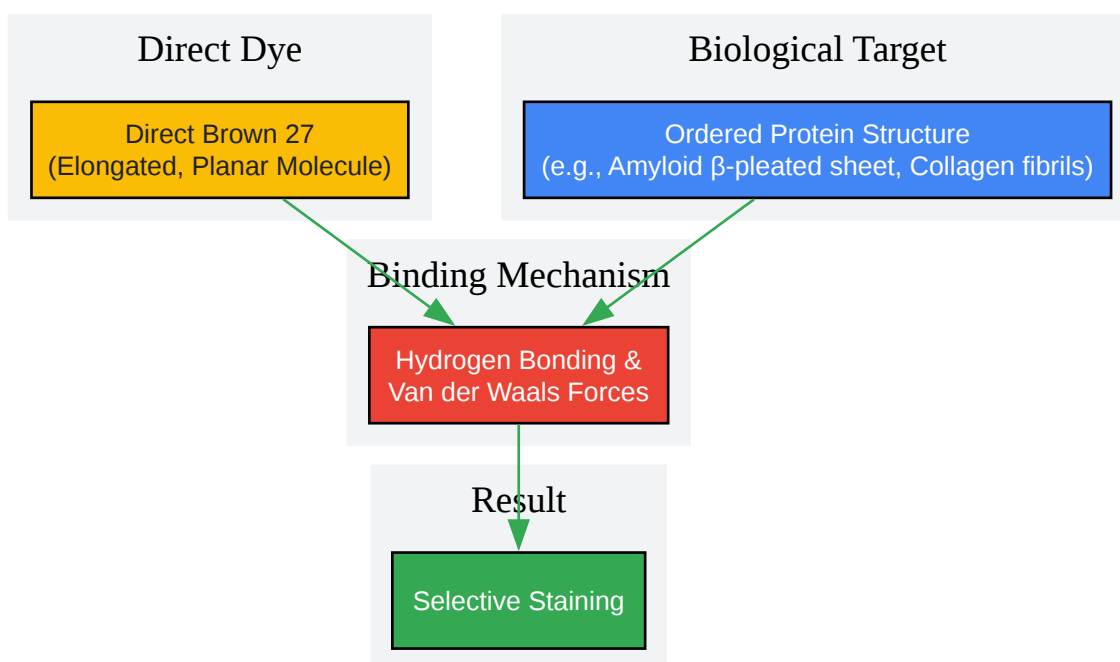 Direct Dye
Direct Brown 27
(Elongated, Planar Molecule)
Biological Target
Ordered Protein Structure
(e.g., Amyloid β-pleated sheet, Collagen fibrils)
Binding Mechanism
Hydrogen Bonding &
Van der Waals Forces
Result
Selective Staining